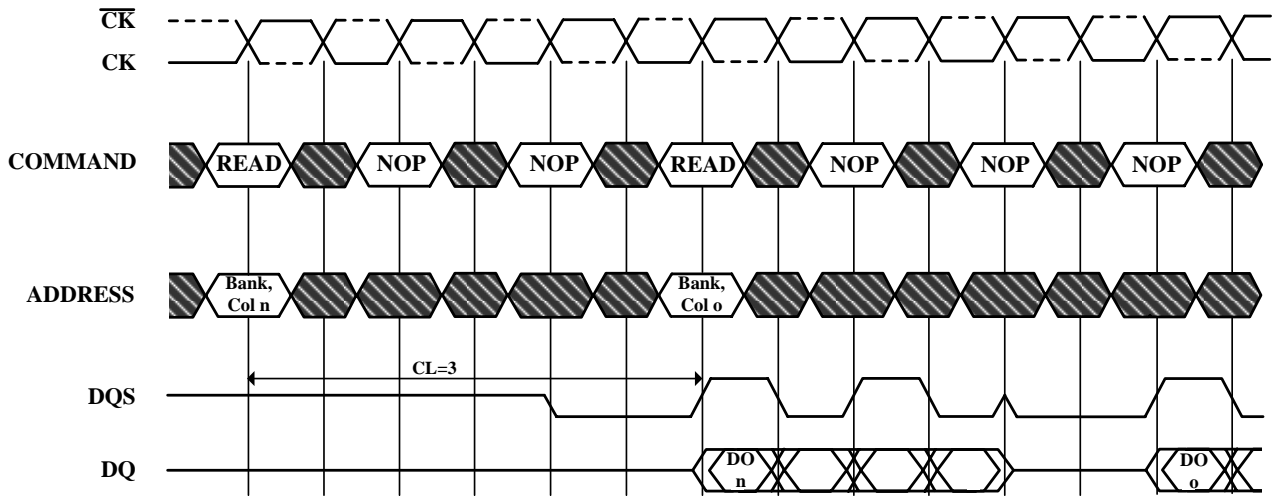 CK
CK
COMMAND READ NOP NOP READ NOP NOP NOP
ADDRESS Bank, Col n Bank, Col o
CL=3
DQS
DQ DO n DO o